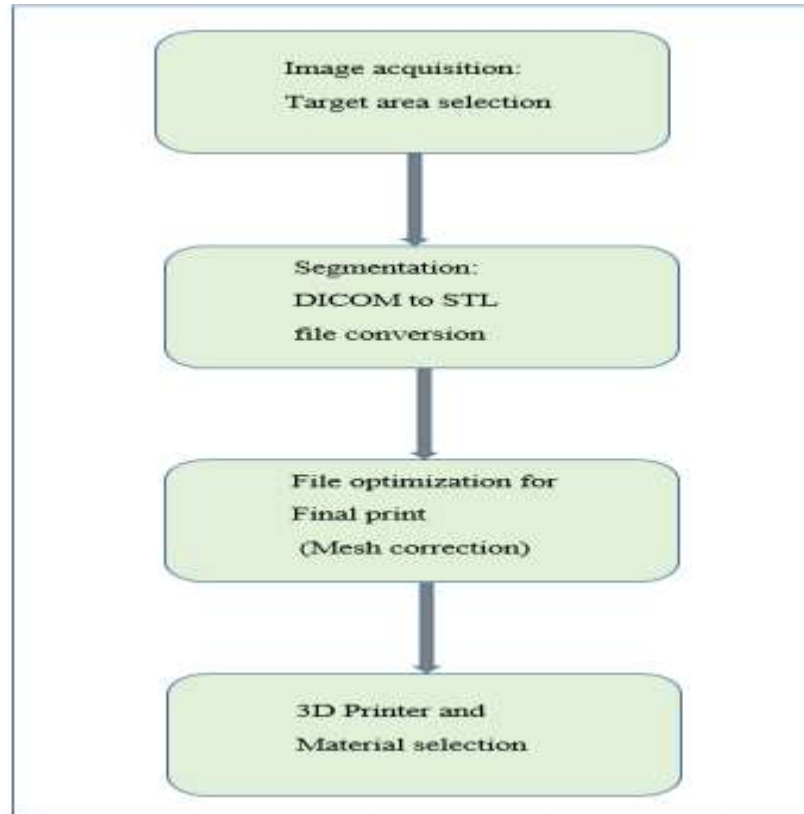 Image acquisition:
Target area selection
Segmentation:
DICOM to STL
file conversion
File optimization for
Final print
(Mesh correction)
3D Printer and
Material selection